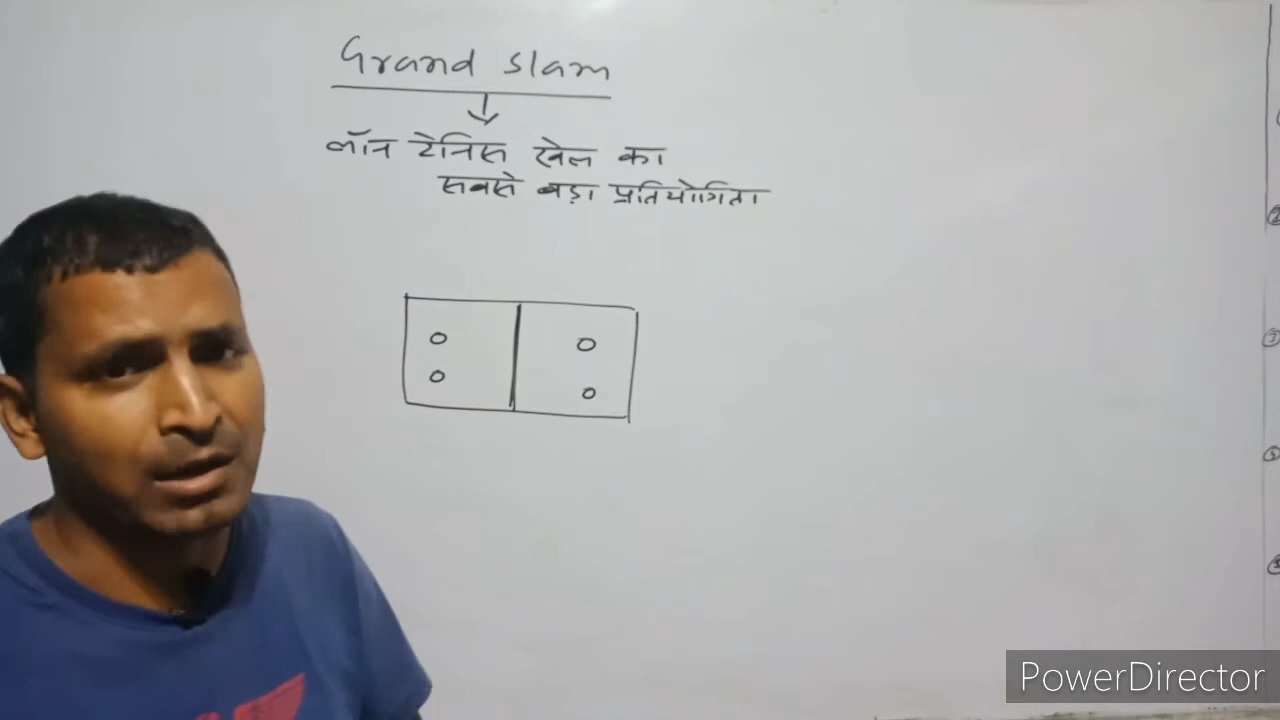 Grand Slam
लॉन टेनिस खेल का
सबसे बड़ा प्रतियोगिता
PowerDirector